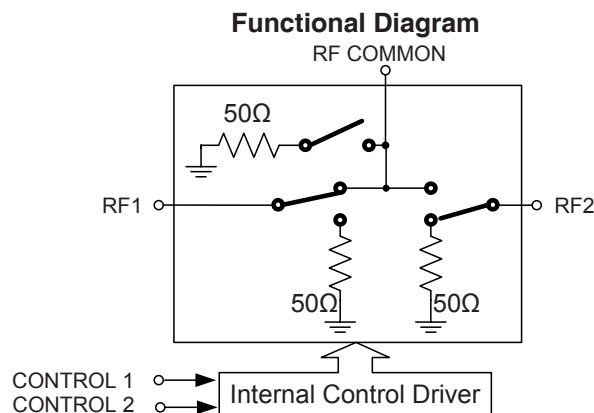 Functional Diagram
RF COMMON
50Ω
RF1
RF2
50Ω
50Ω
CONTROL 1
CONTROL 2
Internal Control Driver